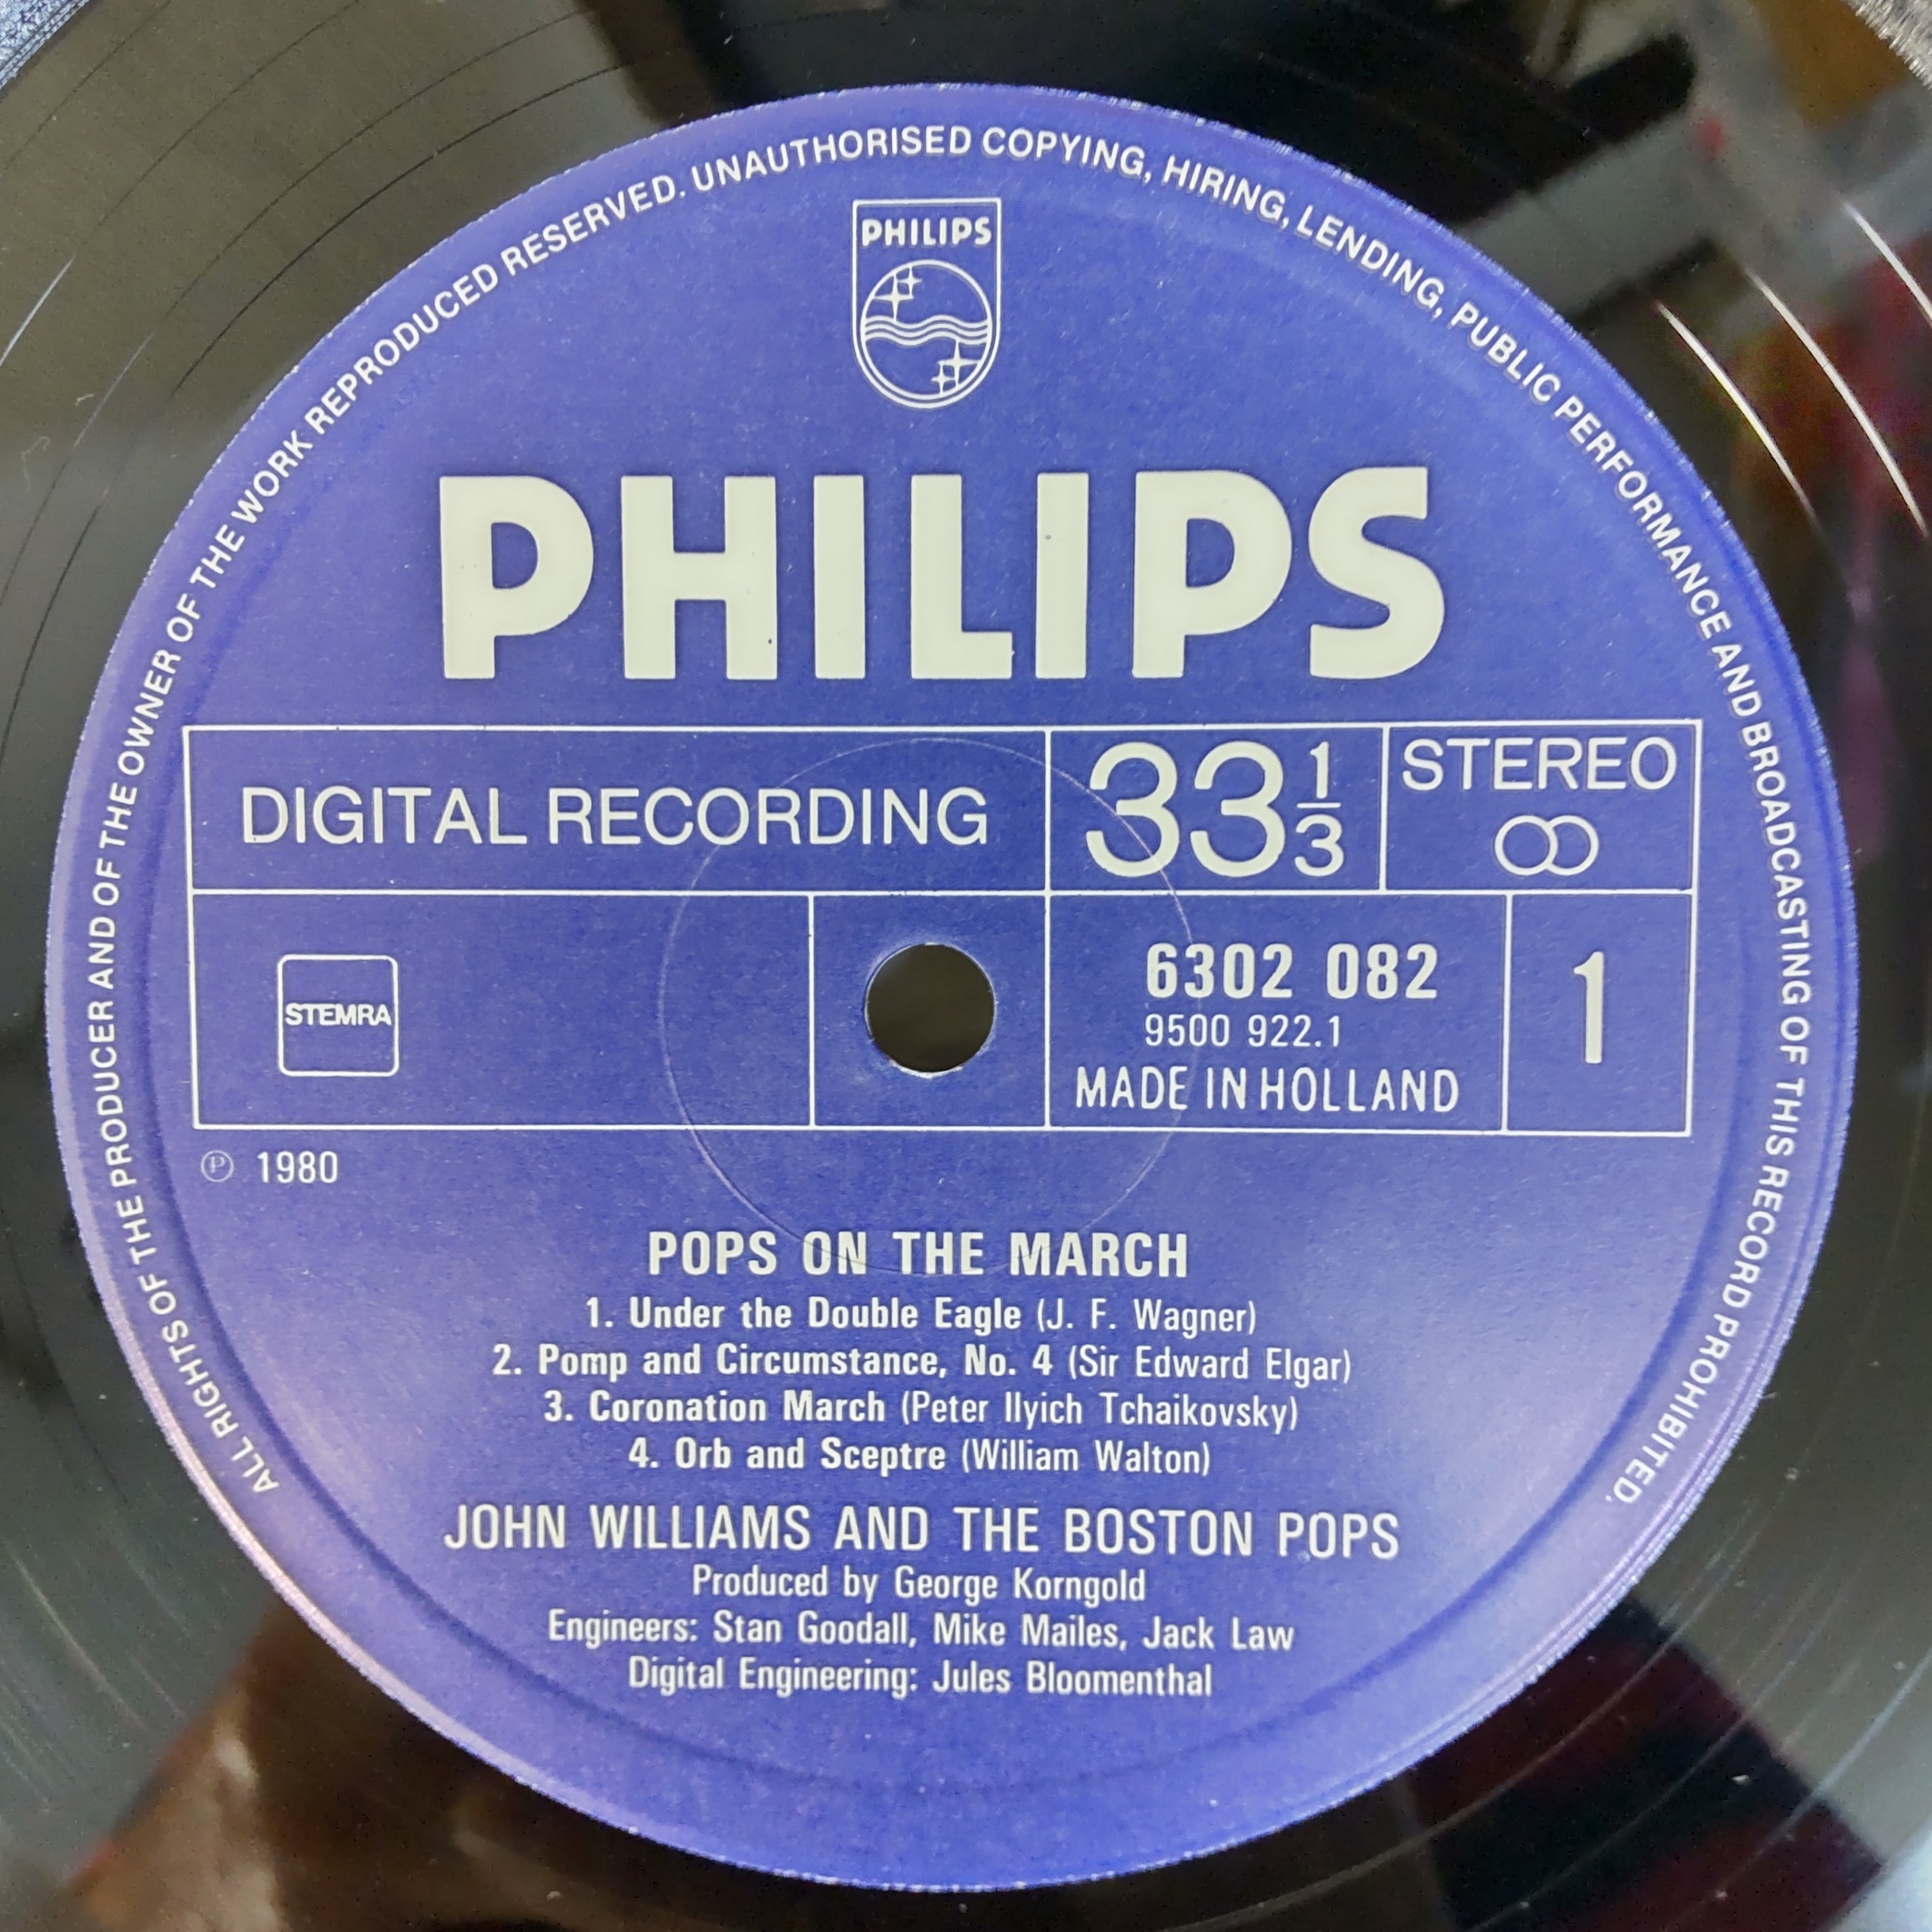 ALL RIGHTS OF THE PRODUCER AND OF THE OWNER OF THE WORK REPRODUCED RESERVED. UNAUTHORISED COPYING, HIRING, LENDING, PUBLIC PERFORMANCE AND BROADCASTING OF THIS RECORD PROHIBITED.
PHILIPS
PHILIPS
DIGITAL RECORDING
33 1/3
STEREO
STEMRA
6302 082
9500 922.1
MADE IN HOLLAND
1
℗ 1980
POPS ON THE MARCH
1. Under the Double Eagle (J. F. Wagner)
2. Pomp and Circumstance, No. 4 (Sir Edward Elgar)
3. Coronation March (Peter Ilyich Tchaikovsky)
4. Orb and Sceptre (William Walton)
JOHN WILLIAMS AND THE BOSTON POPS
Produced by George Korngold
Engineers: Stan Goodall, Mike Mailes, Jack Law
Digital Engineering: Jules Bloomenthal